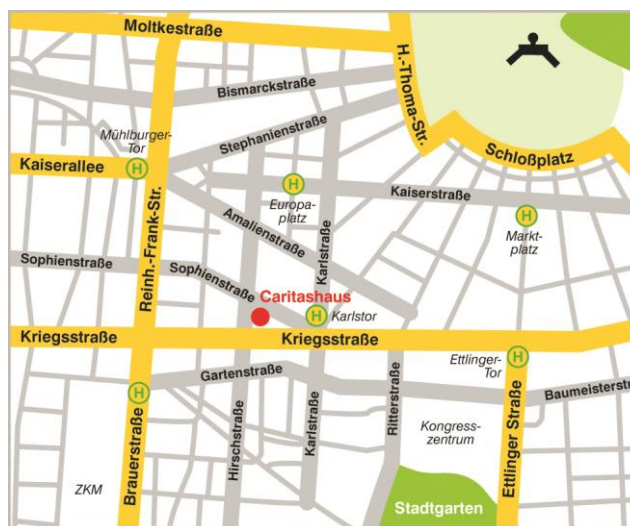 Moltkestraße
H.-Thoma-Str.
Bismarckstraße
Mühlburger-
Tor
Stephanienstraße
Schloßplatz
Kaiserallee
H
H
Kaiserstraße
Europa-
platz
H
Markt-
platz
Reinh.-Frank-Str.
Amalienstraße
Karlstraße
Sophienstraße
Sophienstraße
Caritashaus
H
Karlstor
Kriegsstraße
Kriegsstraße
Ettlinger-
Tor
H
Gartenstraße
H
Baumeisterstr
Brauerstraße
Hirschstraße
Karlstraße
Ritterstraße
Kongress-
zentrum
Ettlinger Straße
ZKM
Stadtgarten